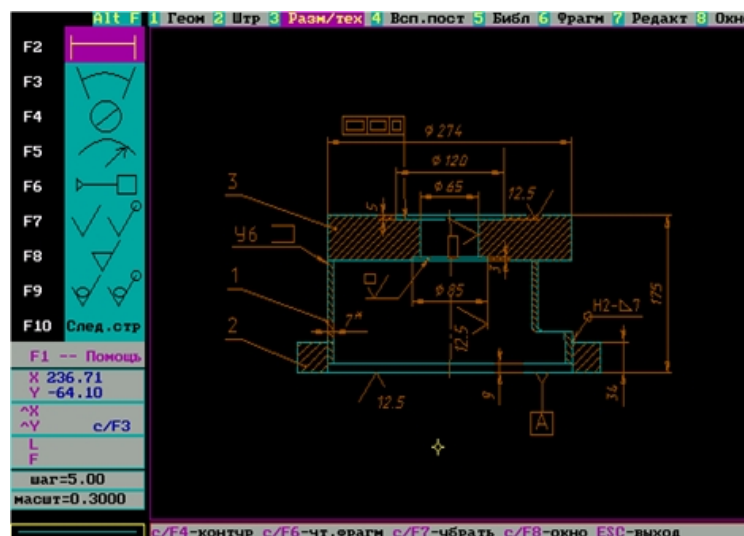 Alt F 1 Геом 2 Штр 3 Разм/тех 4 Всп.пост 5 Библ 6 Фрагм 7 Редакт 8 Окно
F2
F3
F4
F5
F6
F7
F8
F9
F10 След.стр
F1 -- Помощь
X 236.71
Y -64.10
^X
^Y c/F3
L
F
шаг=5.00
масшт=0.3000
ϕ 274
ϕ 120
ϕ 65
12.5
3
5
У6
3
1
ϕ 85
175
Н2-⊿7
7*
12.5
2
12.5
9
34
А
c/F4-контур c/F6-чт.фрагм c/F7-убрать c/F8-окно ESC-выход